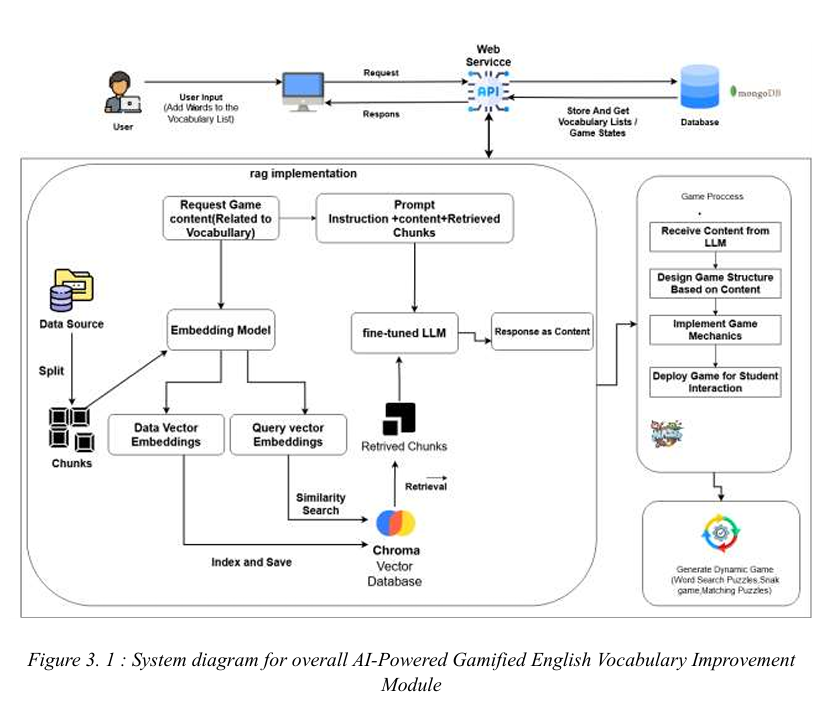 Web
Servicce
Request
User Input
(Add Words to the
Vocabulary List)
API
Respons
Store And Get
Vocabulary Lists /
Game States
User
Database
mongoDB
rag implementation
Request Game
content(Related to
Vocabullary)
Prompt
Instruction +content+Retrieved
Chunks
Data Source
Embedding Model
fine-tuned LLM
Response as Content
Split
Chunks
Data Vector
Embeddings
Query vector
Embeddings
Retrived Chunks
Retrieval
Similarity
Search
Index and Save
Chroma
Vector
Database
Game Proccess
Receive Content from
LLM
Design Game Structure
Based on Content
Implement Game
Mechanics
Deploy Game for Student
Interaction
Generate Dynamic Game
(Word Search Puzzles,Snak
game,Matching Puzzles)
Figure 3. 1 : System diagram for overall AI-Powered Gamified English Vocabulary Improvement
Module